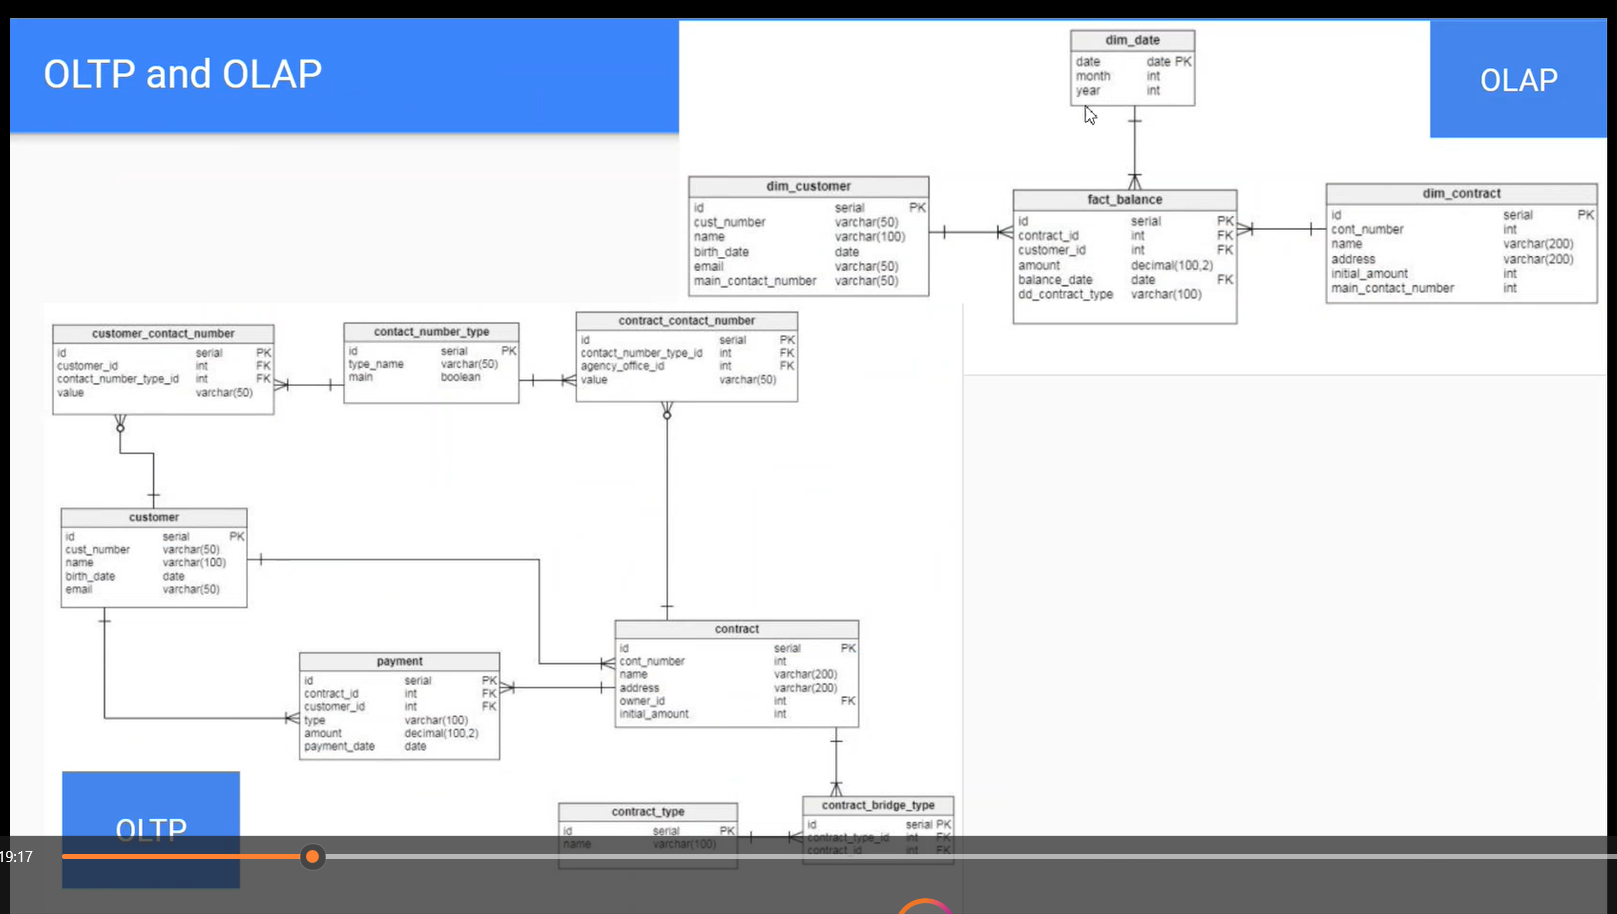 OLTP and OLAP
OLAP
dim_date
date date PK
month int
year int
dim_customer
id serial PK
cust_number varchar(50)
name varchar(100)
birth_date date
email varchar(50)
main_contact_number varchar(50)
fact_balance
id serial PK
contract_id int FK
customer_id int FK
amount decimal(100,2)
balance_date date FK
dd_contract_type varchar(100)
dim_contract
id serial PK
cont_number int
name varchar(200)
address varchar(200)
initial_amount int
main_contact_number int
customer_contact_number
id serial PK
customer_id int FK
contact_number_type_id int FK
value varchar(50)
contact_number_type
id serial PK
type_name varchar(50)
main boolean
contract_contact_number
id serial PK
contact_number_type_id int FK
agency_office_id int FK
value varchar(50)
customer
id serial PK
cust_number varchar(50)
name varchar(100)
birth_date date
email varchar(50)
payment
id serial PK
contract_id int FK
customer_id int FK
type varchar(100)
amount decimal(100,2)
payment_date date
contract
id serial PK
cont_number int
name varchar(200)
address varchar(200)
owner_id int FK
initial_amount int
contract_type
id serial PK
name varchar(100)
contract_bridge_type
id serial PK
contract_type_id int FK
contract_id int FK
OLTP
19:17